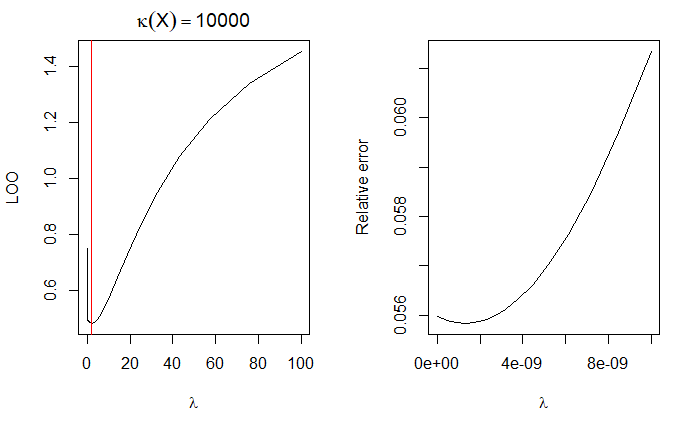 κ(X) = 10000
LOO
0.6 0.8 1.0 1.2 1.4
0 20 40 60 80 100
λ
Relative error
0.056 0.058 0.060
0e+00 4e-09 8e-09
λ